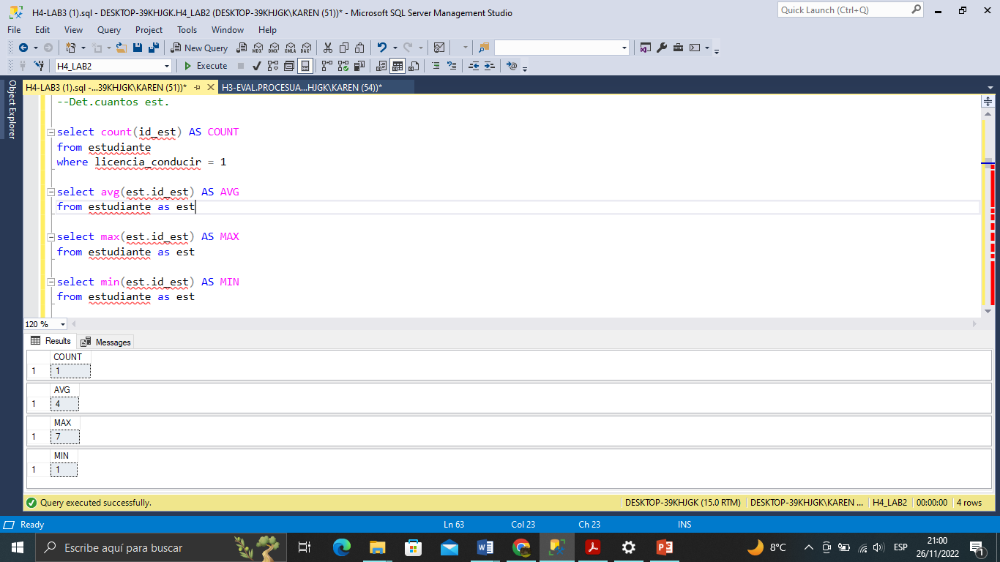 H4-LAB3 (1).sql - DESKTOP-39KHJGK.H4_LAB2 (DESKTOP-39KHJGK\KAREN (51))* - Microsoft SQL Server Management Studio
Quick Launch (Ctrl+Q)
File Edit View Query Project Tools Window Help
New Query MDX DMX XMLA DAX
H4_LAB2 Execute
Object Explorer
H4-LAB3 (1).sql -...39KHJGK\KAREN (51))* H3-EVAL.PROCESUA...HJGK\KAREN (54))*
--Det.cuantos est.
select count(id_est) AS COUNT
from estudiante
where licencia_conducir = 1
select avg(est.id_est) AS AVG
from estudiante as est
select max(est.id_est) AS MAX
from estudiante as est
select min(est.id_est) AS MIN
from estudiante as est
120 %
Results Messages
COUNT
1 1
AVG
1 4
MAX
1 7
MIN
1 1
Query executed successfully. DESKTOP-39KHJGK (15.0 RTM) DESKTOP-39KHJGK\KAREN ... H4_LAB2 00:00:00 4 rows
Ready Ln 63 Col 23 Ch 23 INS
Escribe aquí para buscar 8°C ESP 21:00
26/11/2022 1